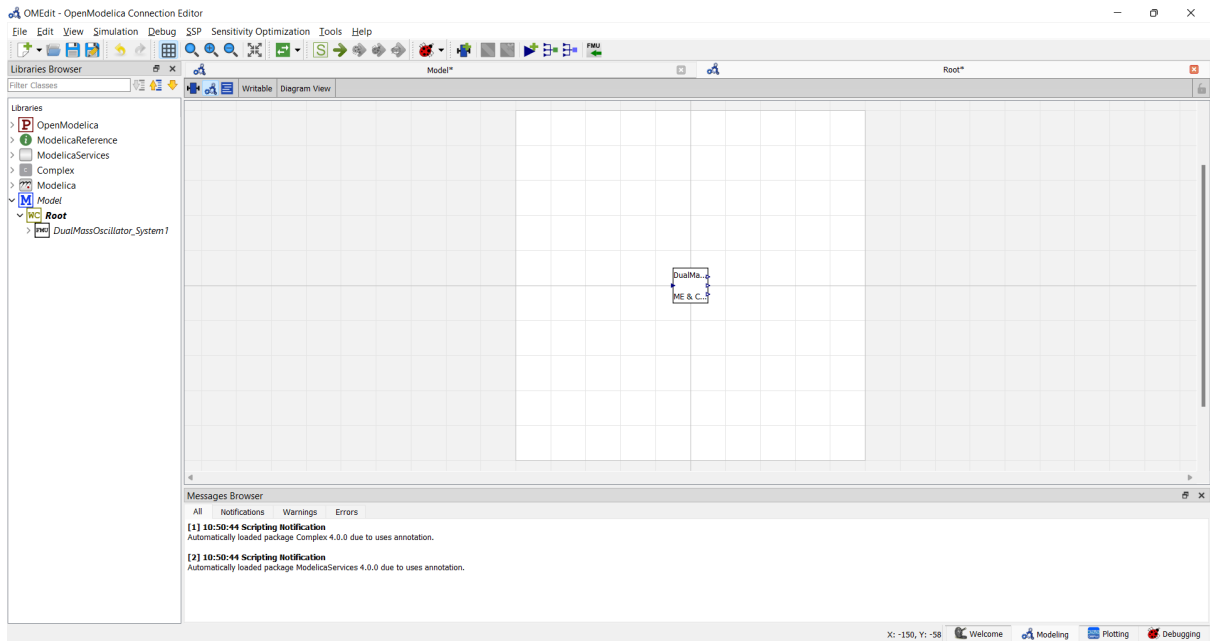 OMEdit - OpenModelica Connection Editor
File Edit View Simulation Debug SSP Sensitivity Optimization Tools Help
S FMU
Libraries Browser
Model*
Root*
Filter Classes
Writable Diagram View
Libraries
P OpenModelica
i ModelicaReference
ModelicaServices
C Complex
Modelica
M Model
WC Root
FMU DualMassOscillator_System1
DualMa...
ME & C...
Messages Browser
All Notifications Warnings Errors
[1] 10:50:44 Scripting Notification
Automatically loaded package Complex 4.0.0 due to uses annotation.
[2] 10:50:44 Scripting Notification
Automatically loaded package ModelicaServices 4.0.0 due to uses annotation.
X: -150, Y: -58 Welcome Modeling Plotting Debugging